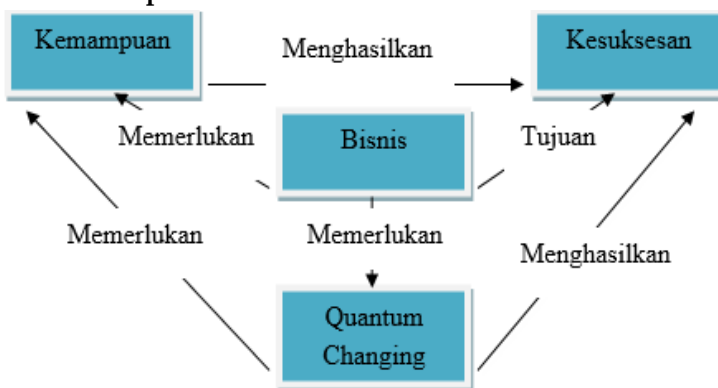 Kemampuan
Menghasilkan
Kesuksesan
Memerlukan
Bisnis
Tujuan
Memerlukan
Memerlukan
Menghasilkan
Quantum
Changing